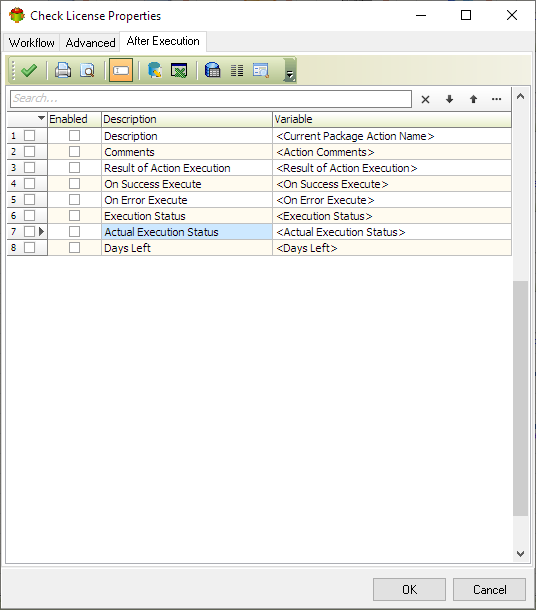 Check License Properties
Workflow Advanced After Execution
Search...
Enabled Description Variable
1 Description <Current Package Action Name>
2 Comments <Action Comments>
3 Result of Action Execution <Result of Action Execution>
4 On Success Execute <On Success Execute>
5 On Error Execute <On Error Execute>
6 Execution Status <Execution Status>
7 Actual Execution Status <Actual Execution Status>
8 Days Left <Days Left>
OK Cancel